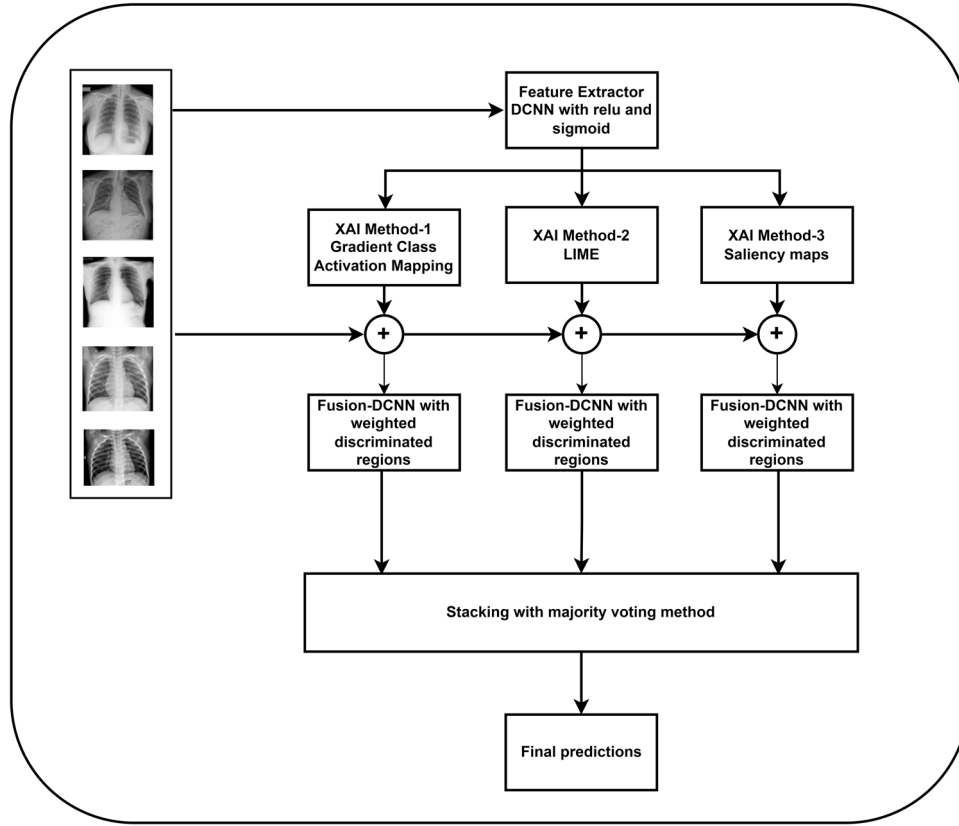 Feature Extractor
DCNN with relu and
sigmoid
XAI Method-1
Gradient Class
Activation Mapping
XAI Method-2
LIME
XAI Method-3
Saliency maps
+
+
+
Fusion-DCNN with
weighted
discriminated
regions
Fusion-DCNN with
weighted
discriminated
regions
Fusion-DCNN with
weighted
discriminated
regions
Stacking with majority voting method
Final predictions